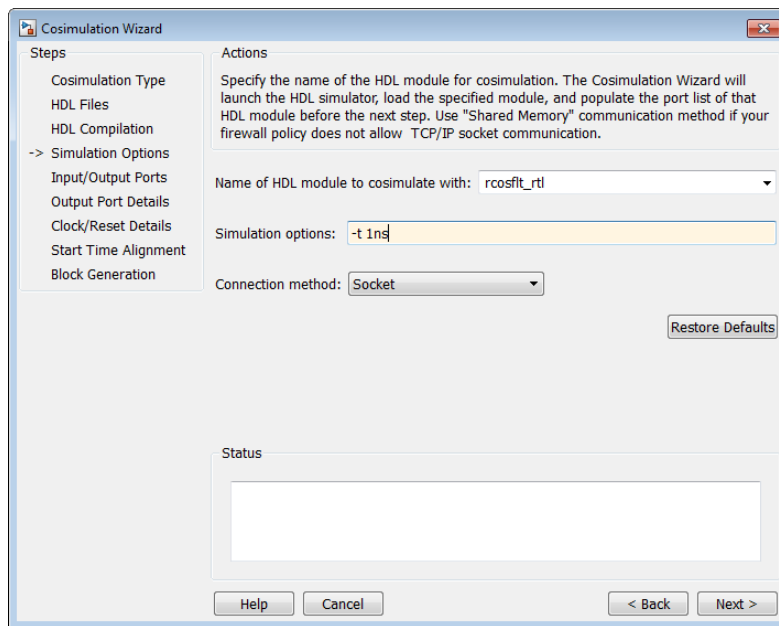 Cosimulation Wizard
Steps
Cosimulation Type
HDL Files
HDL Compilation
-> Simulation Options
Input/Output Ports
Output Port Details
Clock/Reset Details
Start Time Alignment
Block Generation
Actions
Specify the name of the HDL module for cosimulation. The Cosimulation Wizard will
launch the HDL simulator, load the specified module, and populate the port list of that
HDL module before the next step. Use "Shared Memory" communication method if your
firewall policy does not allow TCP/IP socket communication.
Name of HDL module to cosimulate with: rcosflt_rtl
Simulation options: -t 1ns
Connection method: Socket
Restore Defaults
Status
Help Cancel < Back Next >